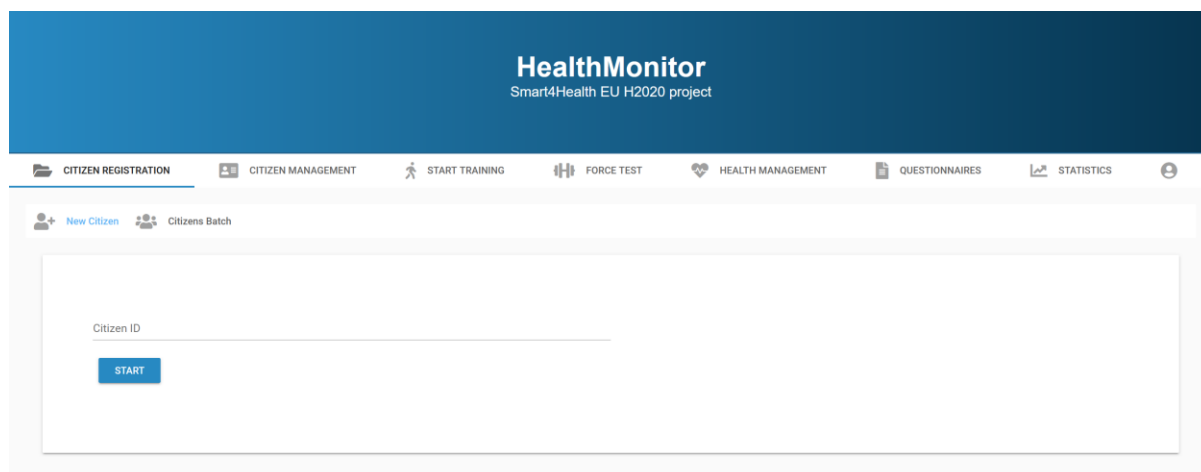 HealthMonitor
Smart4Health EU H2020 project
CITIZEN REGISTRATION CITIZEN MANAGEMENT START TRAINING FORCE TEST HEALTH MANAGEMENT QUESTIONNAIRES STATISTICS
New Citizen Citizens Batch
Citizen ID
START